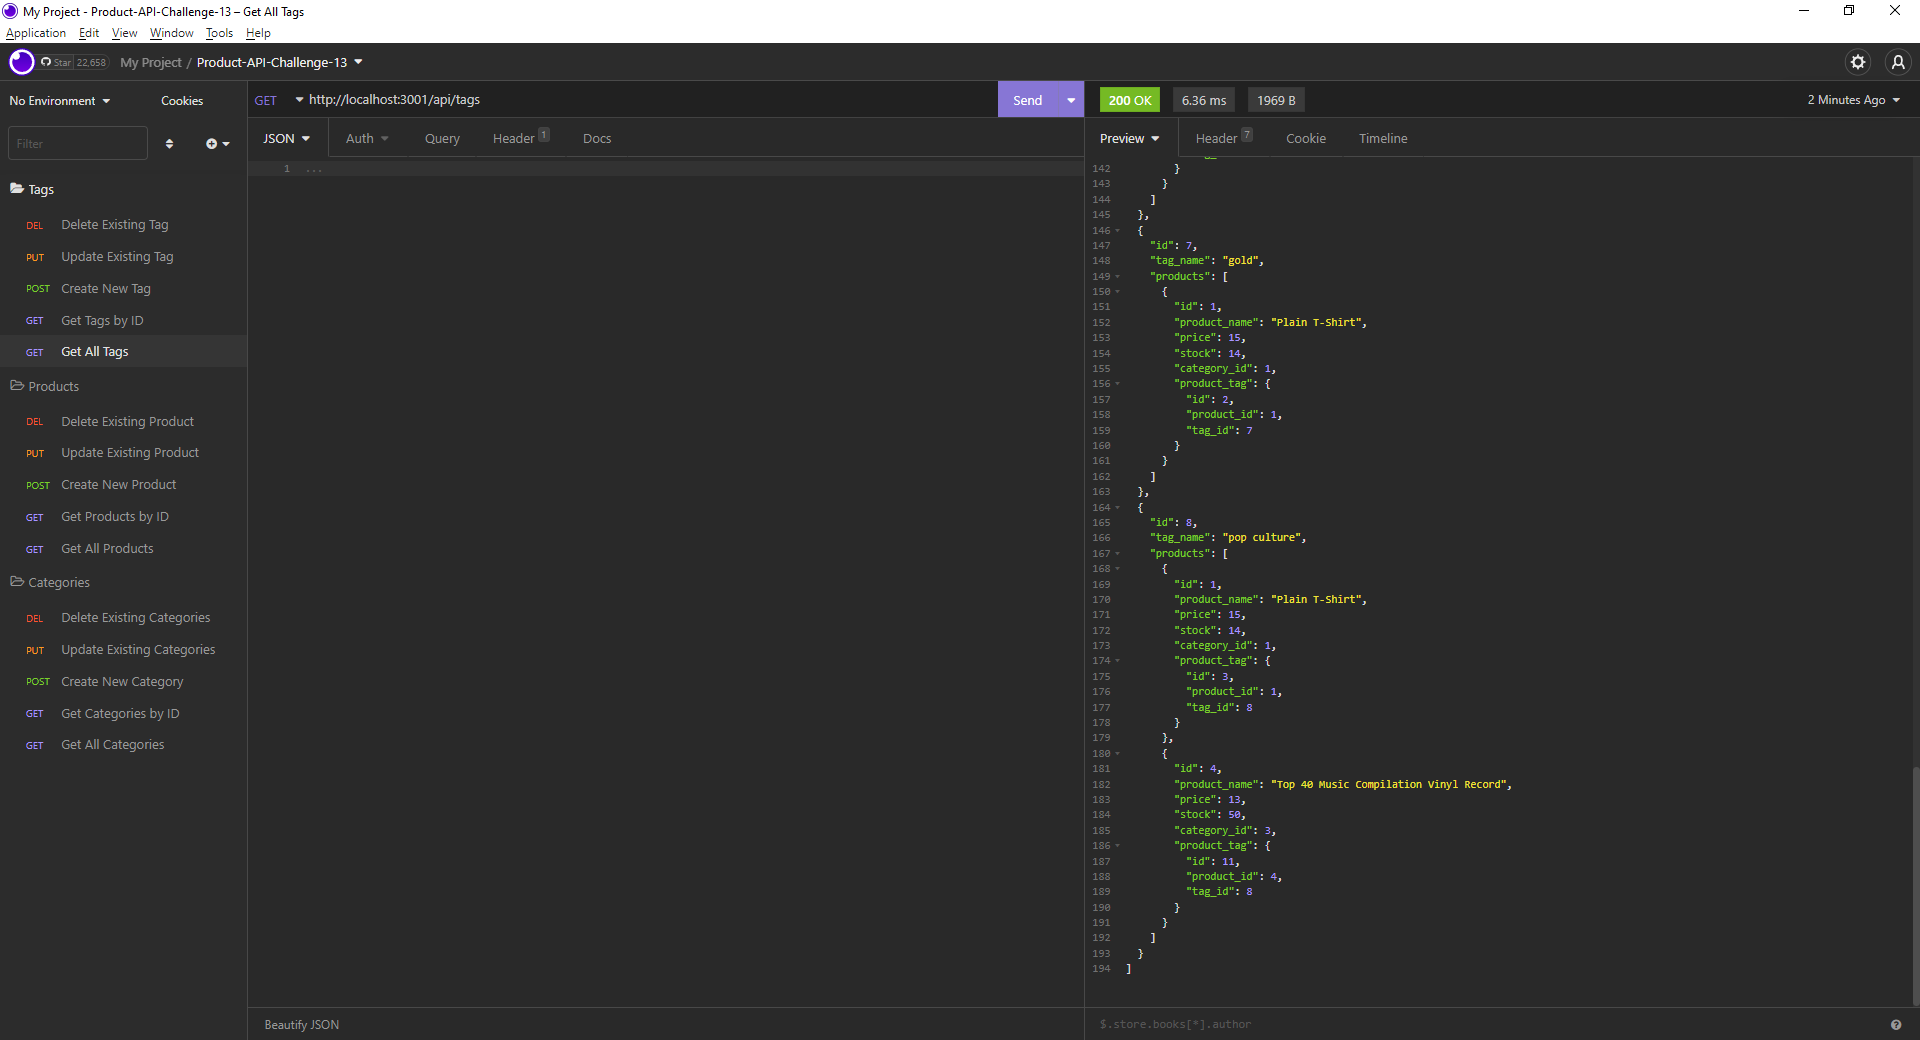 My Project - Product-API-Challenge-13 – Get All Tags
Application Edit View Window Tools Help
Star 22,658 My Project / Product-API-Challenge-13
No Environment Cookies
Filter
Tags
DEL Delete Existing Tag
PUT Update Existing Tag
POST Create New Tag
GET Get Tags by ID
GET Get All Tags
Products
DEL Delete Existing Product
PUT Update Existing Product
POST Create New Product
GET Get Products by ID
GET Get All Products
Categories
DEL Delete Existing Categories
PUT Update Existing Categories
POST Create New Category
GET Get Categories by ID
GET Get All Categories
GET http://localhost:3001/api/tags Send
JSON Auth Query Header 1 Docs
1 ...
Beautify JSON
200 OK 6.36 ms 1969 B 2 Minutes Ago
Preview Header 7 Cookie Timeline
142 }
143 }
144 ]
145 },
146 {
147 "id": 7,
148 "tag_name": "gold",
149 "products": [
150 {
151 "id": 1,
152 "product_name": "Plain T-Shirt",
153 "price": 15,
154 "stock": 14,
155 "category_id": 1,
156 "product_tag": {
157 "id": 2,
158 "product_id": 1,
159 "tag_id": 7
160 }
161 }
162 ]
163 },
164 {
165 "id": 8,
166 "tag_name": "pop culture",
167 "products": [
168 {
169 "id": 1,
170 "product_name": "Plain T-Shirt",
171 "price": 15,
172 "stock": 14,
173 "category_id": 1,
174 "product_tag": {
175 "id": 3,
176 "product_id": 1,
177 "tag_id": 8
178 }
179 },
180 {
181 "id": 4,
182 "product_name": "Top 40 Music Compilation Vinyl Record",
183 "price": 13,
184 "stock": 50,
185 "category_id": 3,
186 "product_tag": {
187 "id": 11,
188 "product_id": 4,
189 "tag_id": 8
190 }
191 }
192 ]
193 }
194 ]
$.store.books[*].author